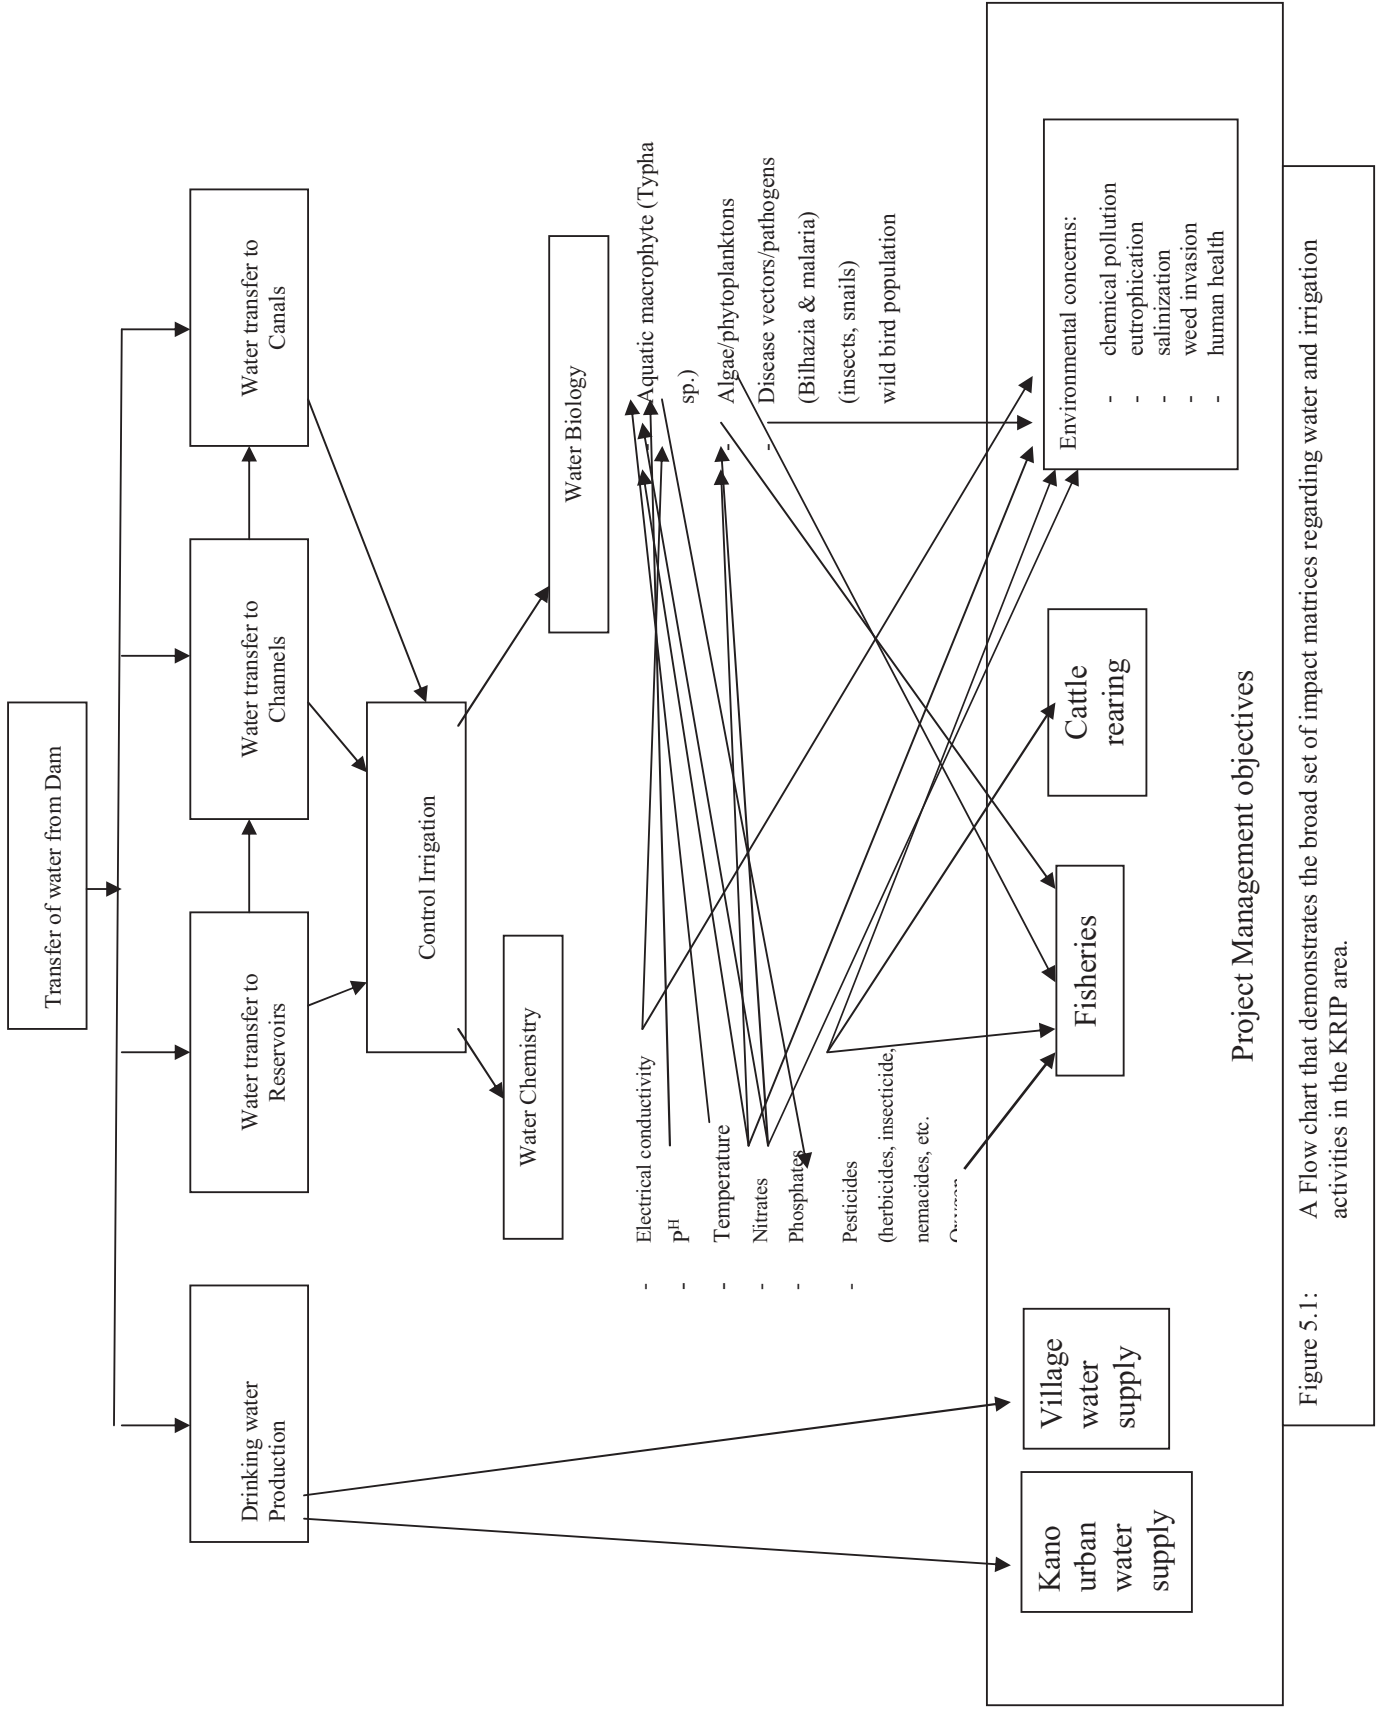 Transfer of water from Dam
Drinking water
Production
Water transfer to
Reservoirs
Water transfer to
Channels
Water transfer to
Canals
Control Irrigation
Water Chemistry
Water Biology
- Electrical conductivity
- P^H
- Temperature
- Nitrates
- Phosphates
- Pesticides
(herbicides, insecticide,
nemacides, etc.
- Aquatic macrophyte (Typha
sp.)
- Algae/phytoplanktons
- Disease vectors/pathogens
(Bilhazia & malaria)
(insects, snails)
wild bird population
Kano
urban
water
supply
Village
water
supply
Fisheries
Cattle
rearing
Environmental concerns:
- chemical pollution
- eutrophication
- salinization
- weed invasion
- human health
Project Management objectives
Figure 5.1: A Flow chart that demonstrates the broad set of impact matrices regarding water and irrigation
activities in the KRIP area.